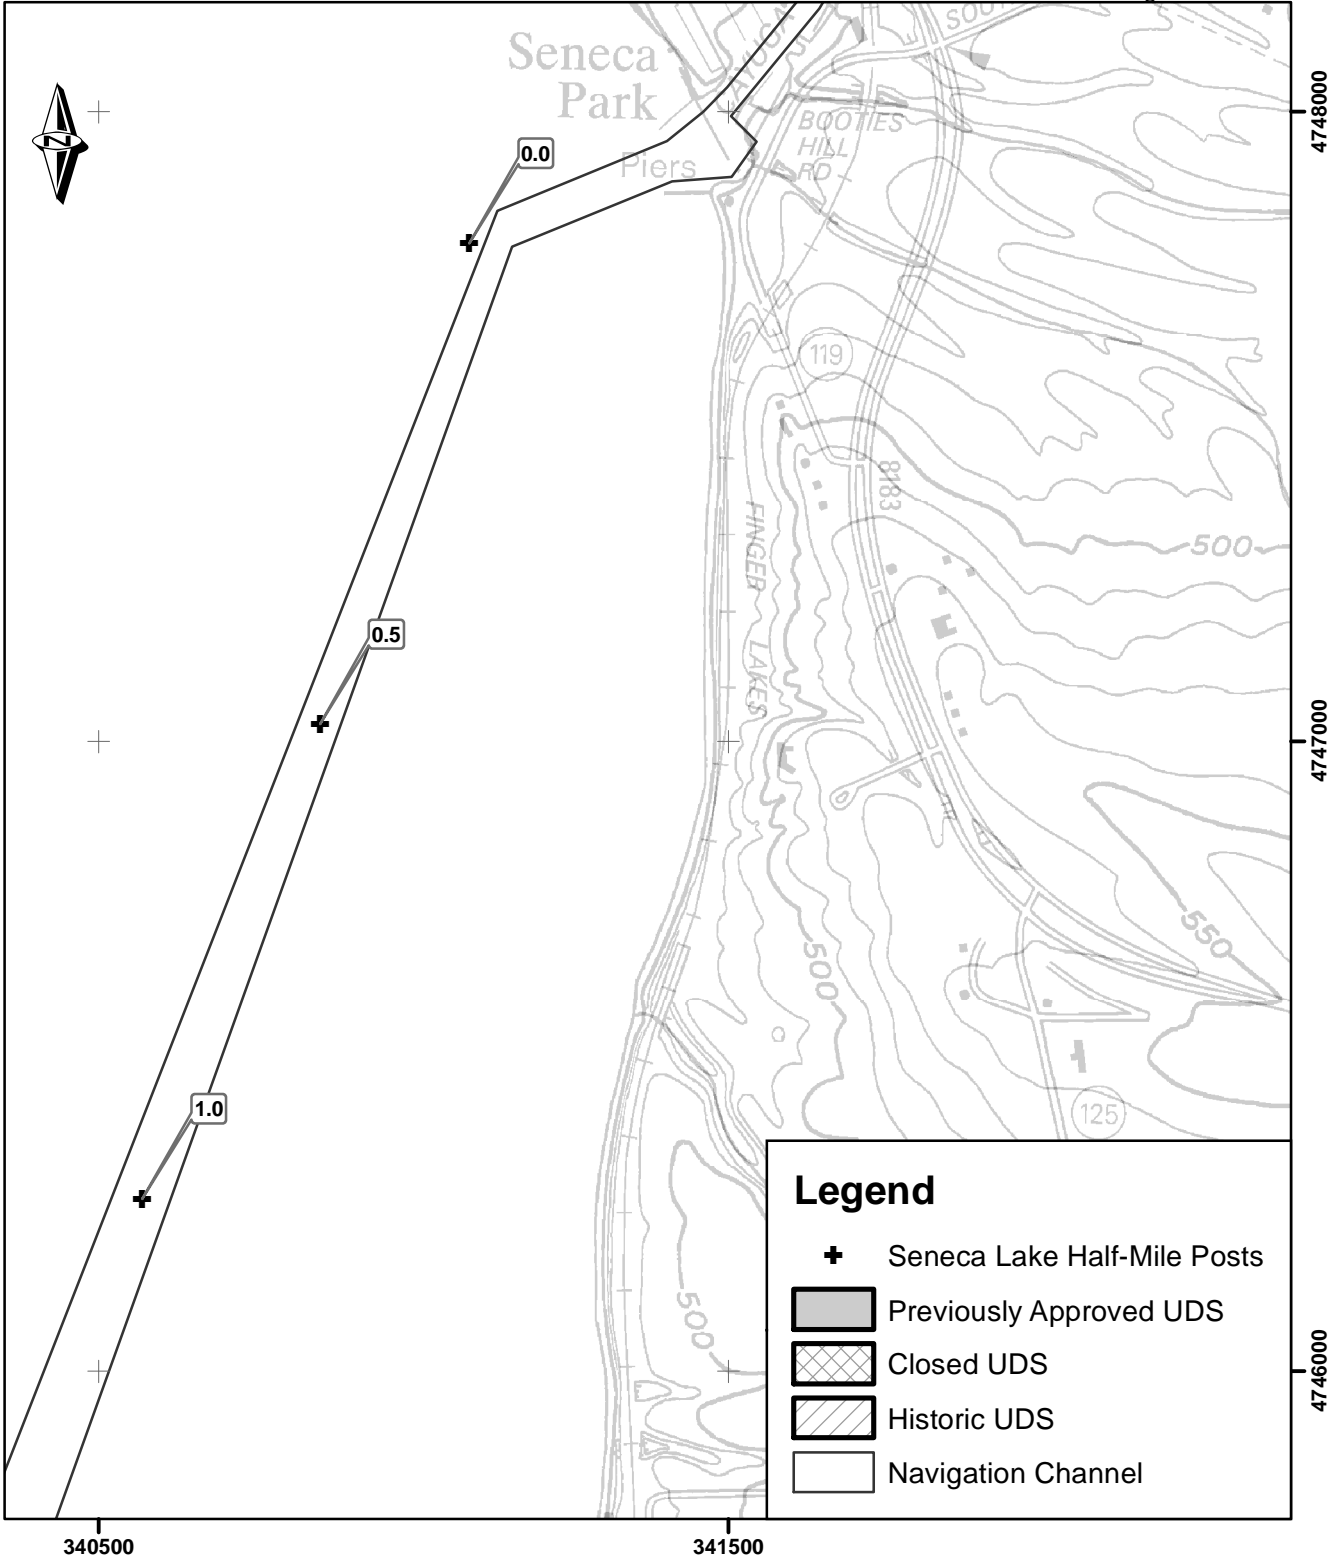 SOUT
Seneca
Park
4748000
BOOTIES
HILL
RD
N
0.0
Piers
119
8183
FINGER LAKES
500
0.5
4747000
550
500
1.0
125
Legend
Seneca Lake Half-Mile Posts
Previously Approved UDS
500
Closed UDS
4746000
Historic UDS
Navigation Channel
340500
341500